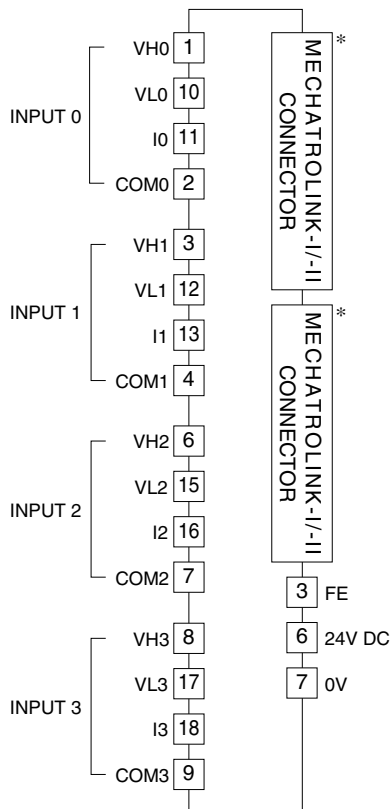 VH0 1
VL0 10
INPUT 0
I0 11
COM0 2
VH1 3
VL1 12
INPUT 1
I1 13
COM1 4
VH2 6
VL2 15
INPUT 2
I2 16
COM2 7
VH3 8
VL3 17
INPUT 3
I3 18
COM3 9
*
MECHATROLINK-I/-II
CONNECTOR
*
MECHATROLINK-I/-II
CONNECTOR
3 FE
6 24V DC
7 0V